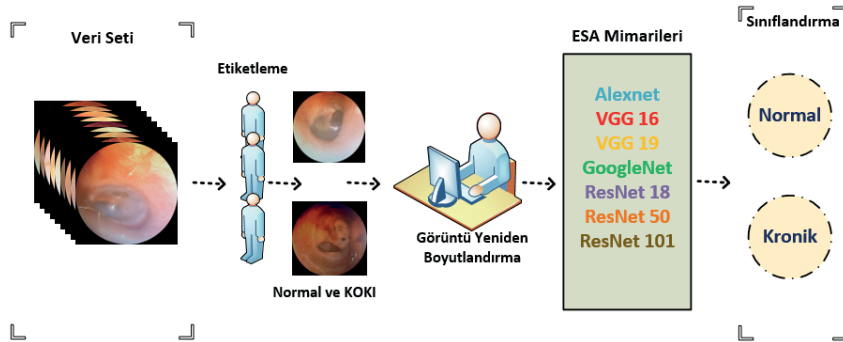 Veri Seti
Etiketleme
Normal ve KOKI
Görüntü Yeniden
Boyutlandırma
ESA Mimarileri
Alexnet
VGG 16
VGG 19
GoogleNet
ResNet 18
ResNet 50
ResNet 101
Sınıflandırma
Normal
Kronik